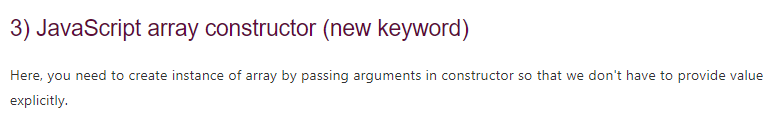 3) JavaScript array constructor (new keyword)
Here, you need to create instance of array by passing arguments in constructor so that we don't have to provide value
explicitly.